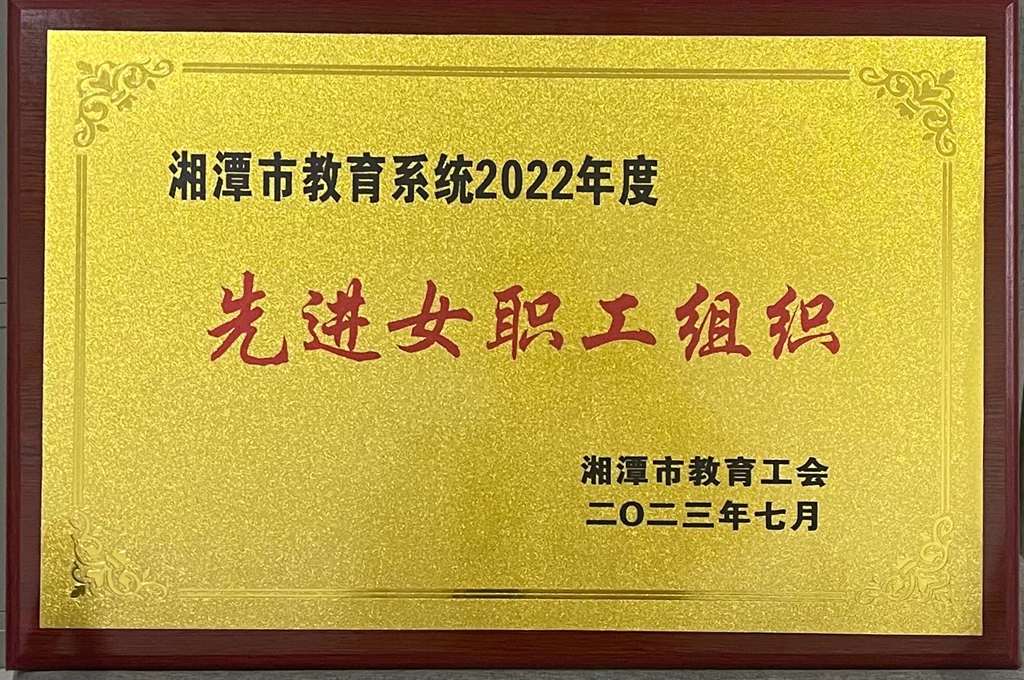 湘潭市教育系统2022年度
先进女职工组织
湘潭市教育工会
二〇二三年七月